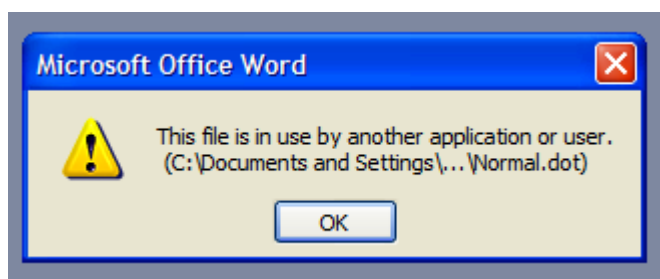 Microsoft Office Word
This file is in use by another application or user.
(C:\Documents and Settings\...\Normal.dot)
OK